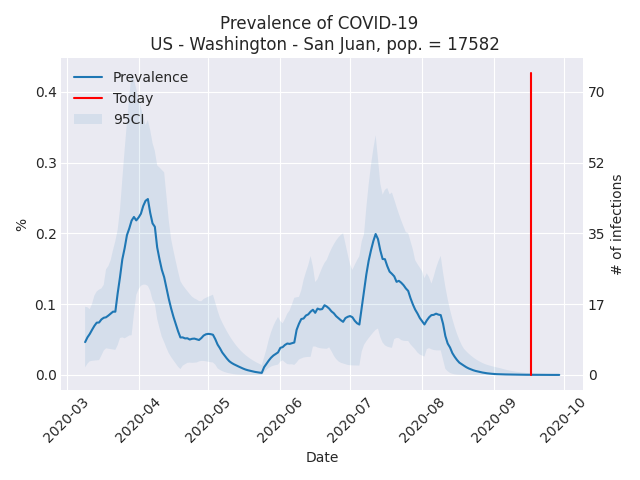 Prevalence of COVID-19
US - Washington - San Juan, pop. = 17582
Prevalence
Today
95CI
0.4
0.3
0.2
0.1
0.0
%
70
52
35
17
0
# of infections
2020-03
2020-04
2020-05
2020-06
2020-07
2020-08
2020-09
2020-10
Date